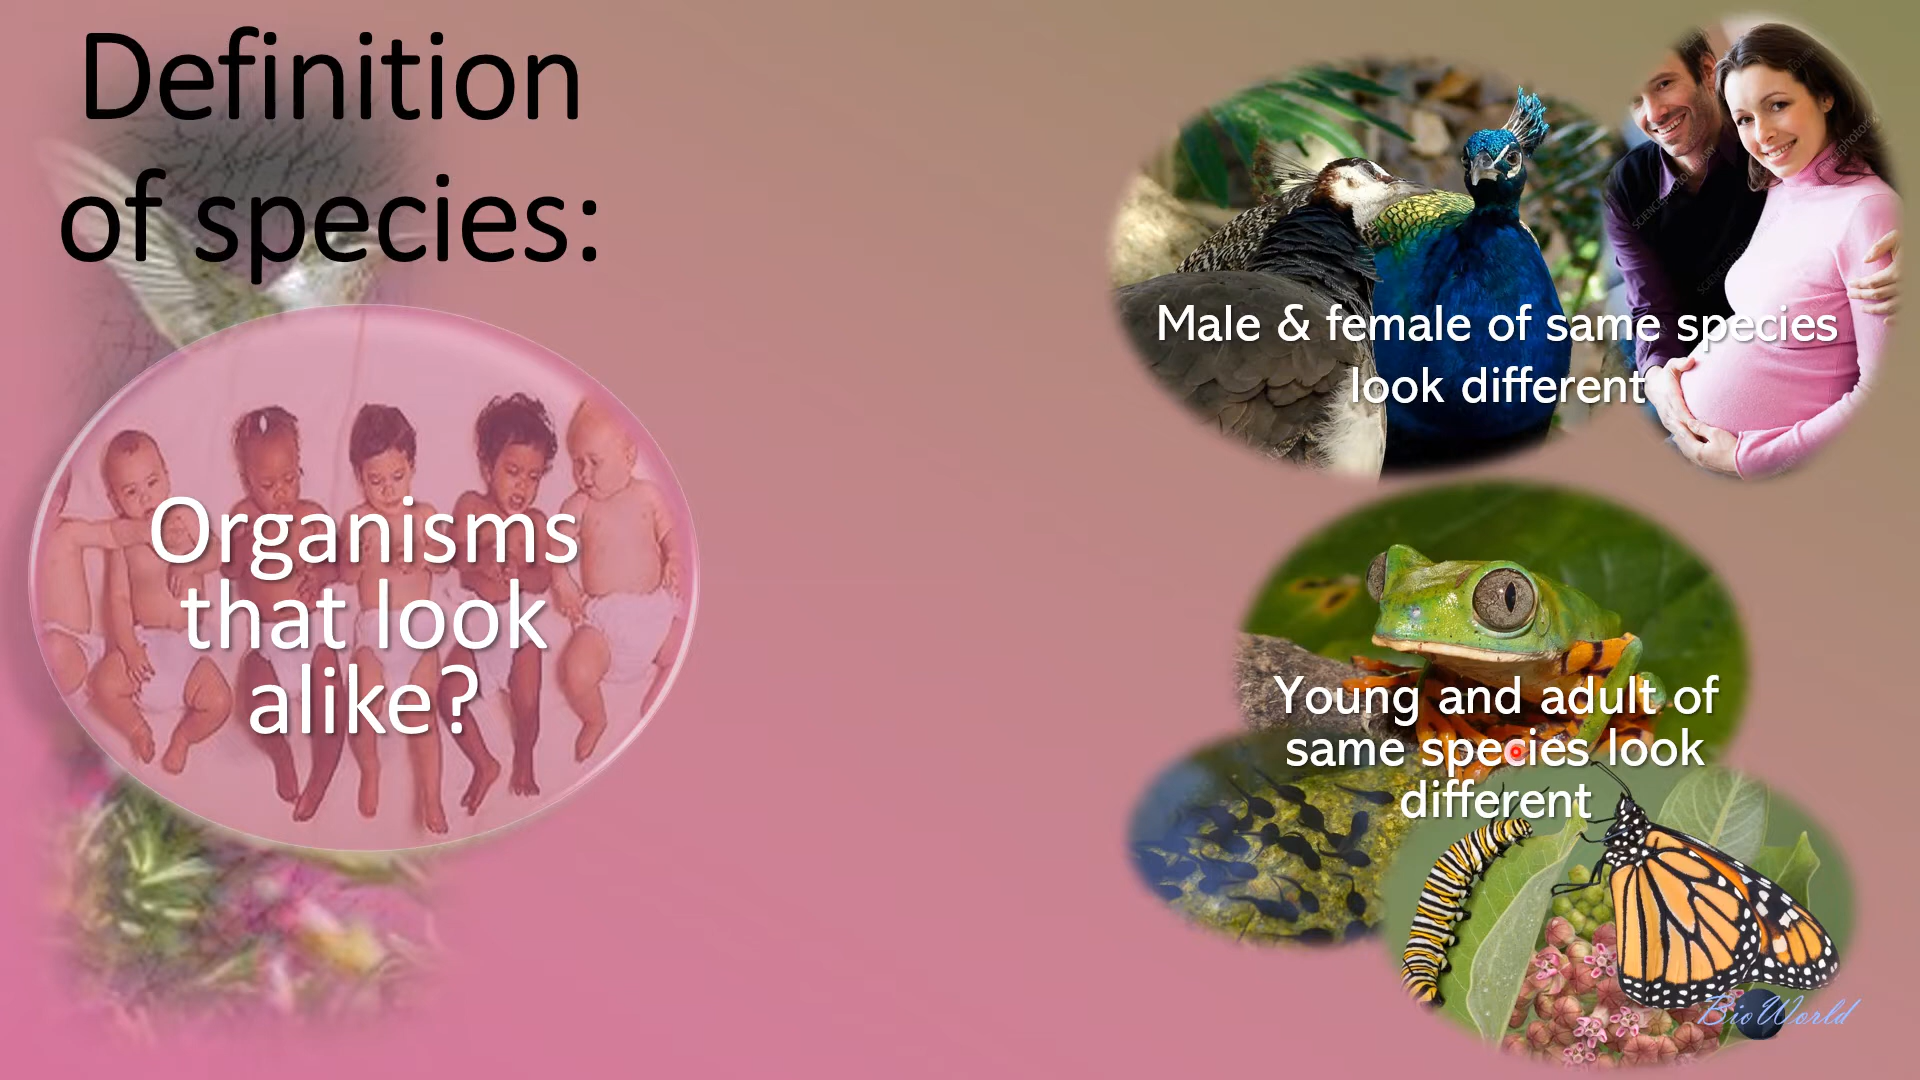 Definition
of species:
Organisms
that look
alike?
Male & female of same species
look different
Young and adult of
same species look
different
BioWorld